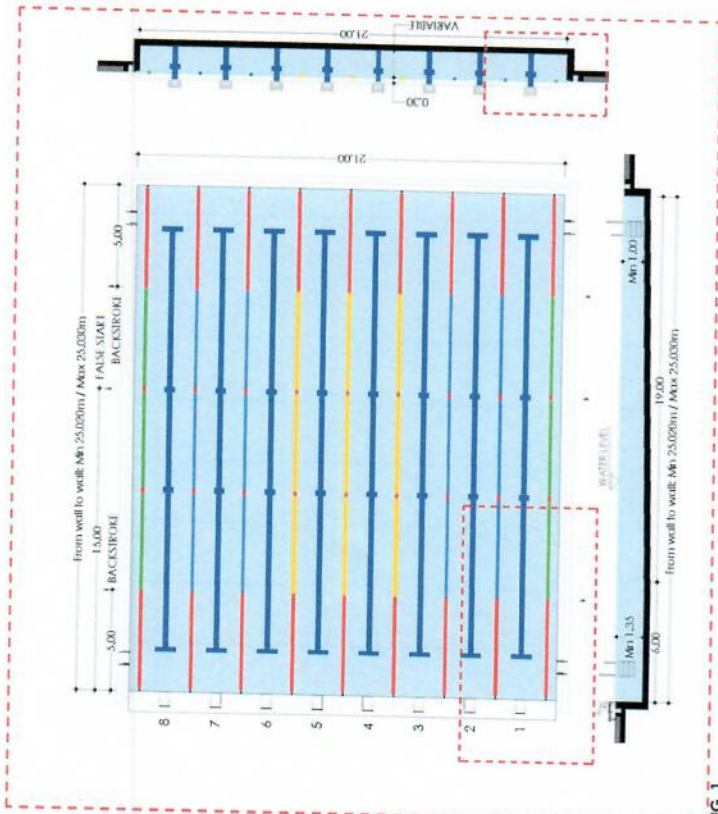 21.00
VARIABLE
0.30
21.00
From wall to wall: Min 25.020m / Max 25.030m
15.00
FALSE START
5.00
BACKSTROKE
BACKSTROKE
5.00
8
7
6
5
4
3
2
1
WATER LEVEL
Min 1.00
Min 1.35
19.00
6.00
From wall to wall: Min 25.020m / Max 25.030m
G 1